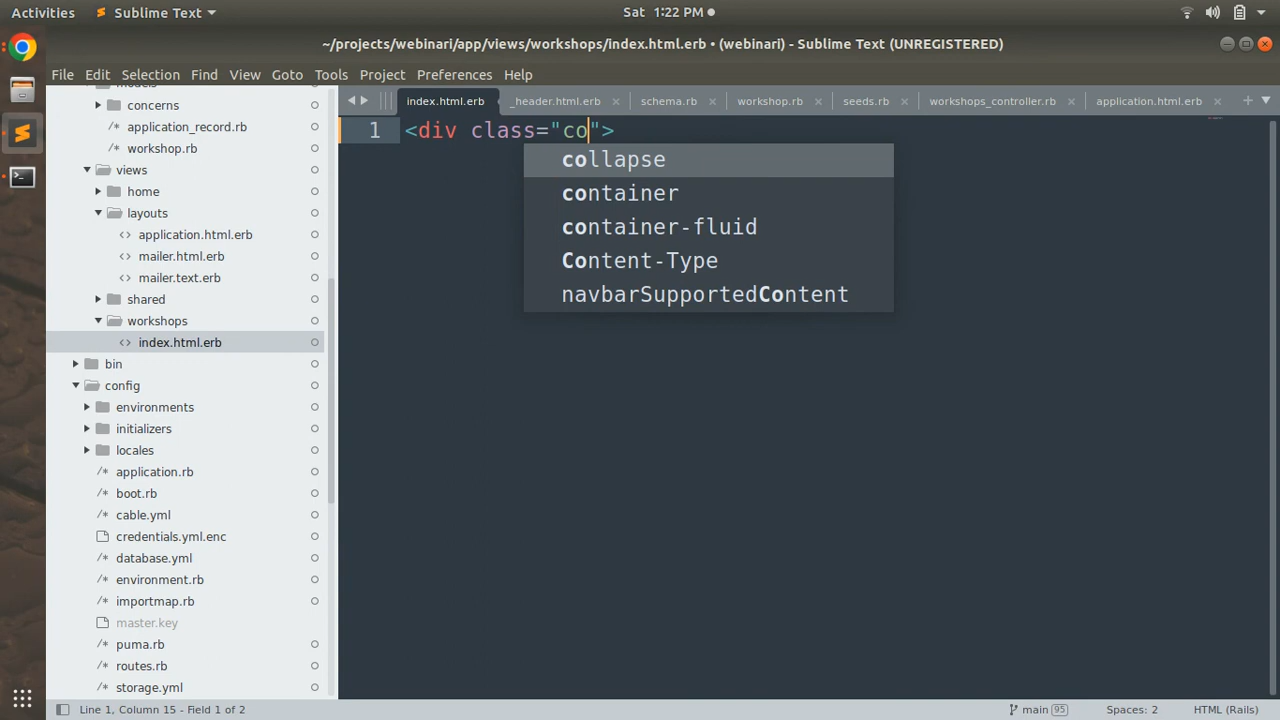 Activities Sublime Text Sat 1:22 PM
~/projects/webinari/app/views/workshops/index.html.erb • (webinari) - Sublime Text (UNREGISTERED)
File Edit Selection Find View Goto Tools Project Preferences Help
models
concerns
application_record.rb
workshop.rb
views
home
layouts
application.html.erb
mailer.html.erb
mailer.text.erb
shared
workshops
index.html.erb
bin
config
environments
initializers
locales
application.rb
boot.rb
cable.yml
credentials.yml.enc
database.yml
environment.rb
importmap.rb
master.key
puma.rb
routes.rb
storage.yml
index.html.erb _header.html.erb schema.rb workshop.rb seeds.rb workshops_controller.rb application.html.erb
1 <div class="co">
collapse
container
container-fluid
Content-Type
navbarSupportedContent
Line 1, Column 15 - Field 1 of 2 main 95 Spaces: 2 HTML (Rails)